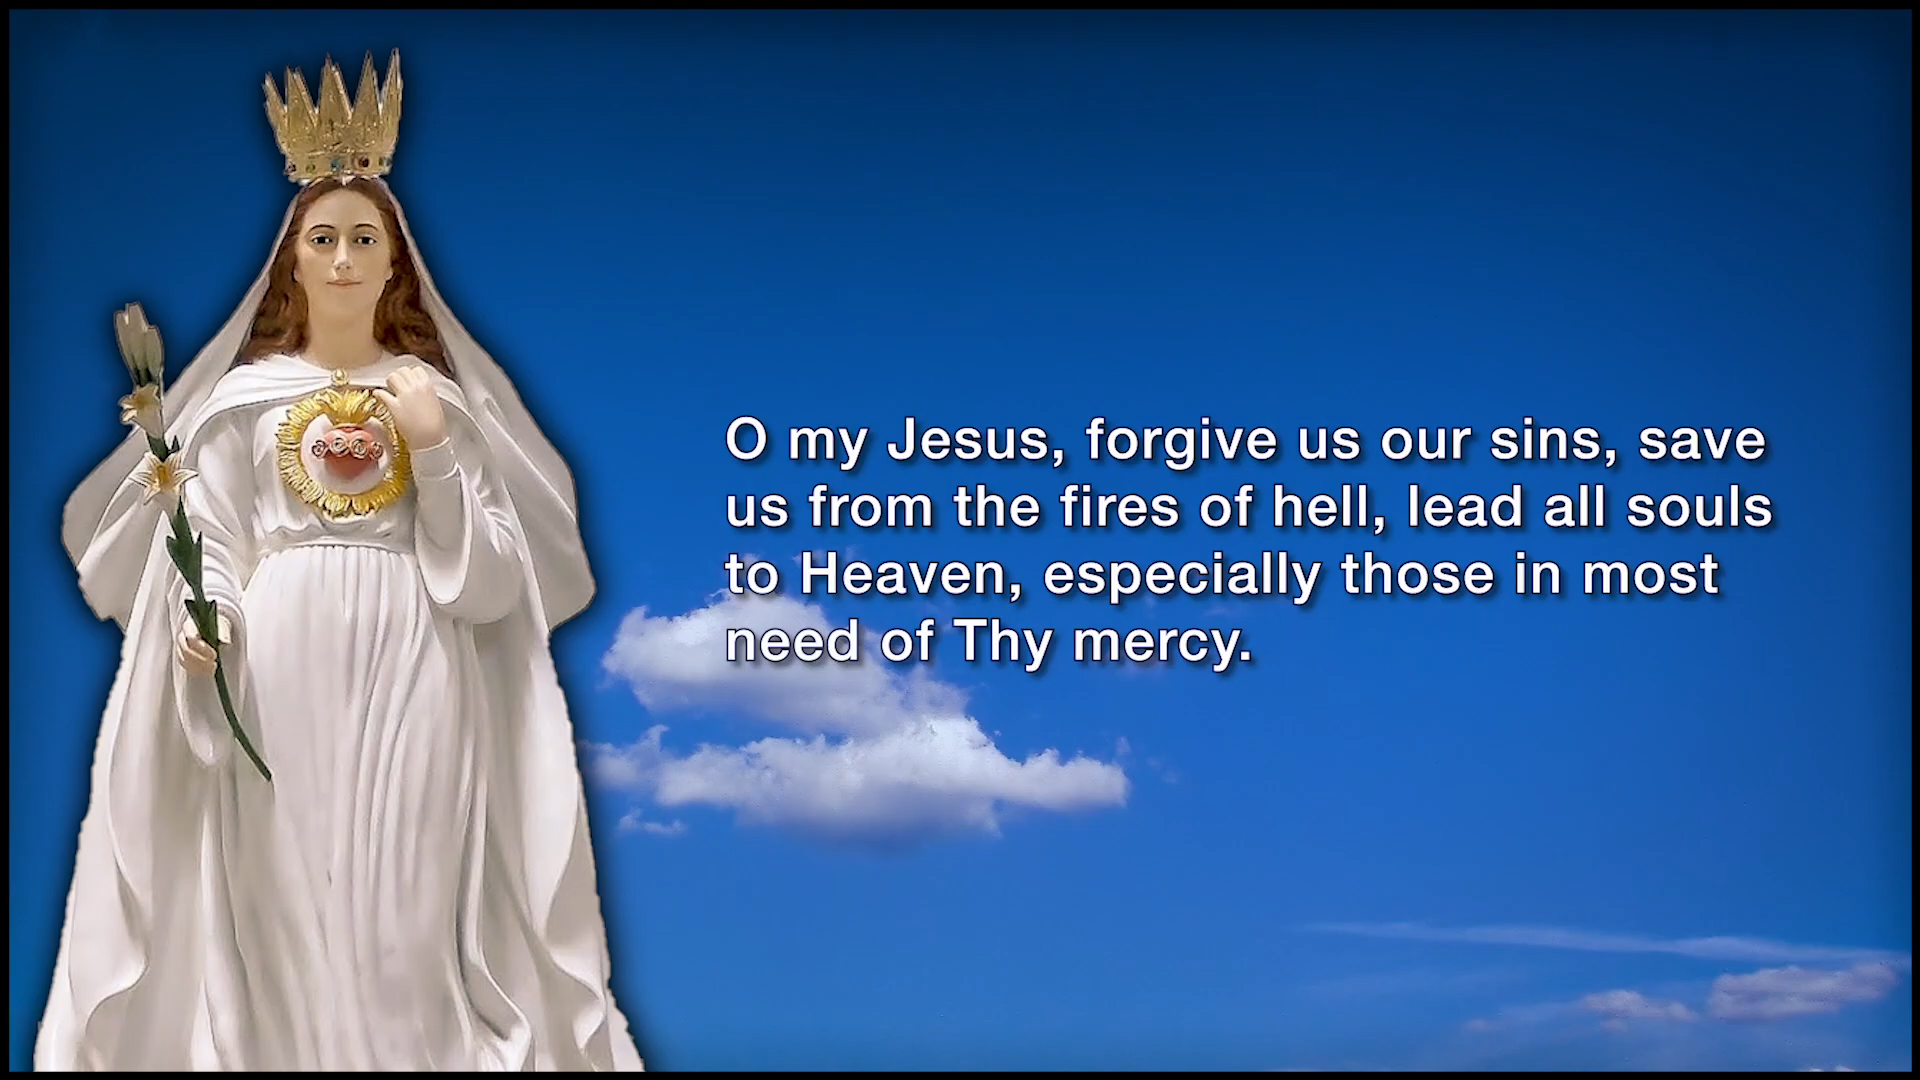 O my Jesus, forgive us our sins, save
us from the fires of hell, lead all souls
to Heaven, especially those in most
need of Thy mercy.